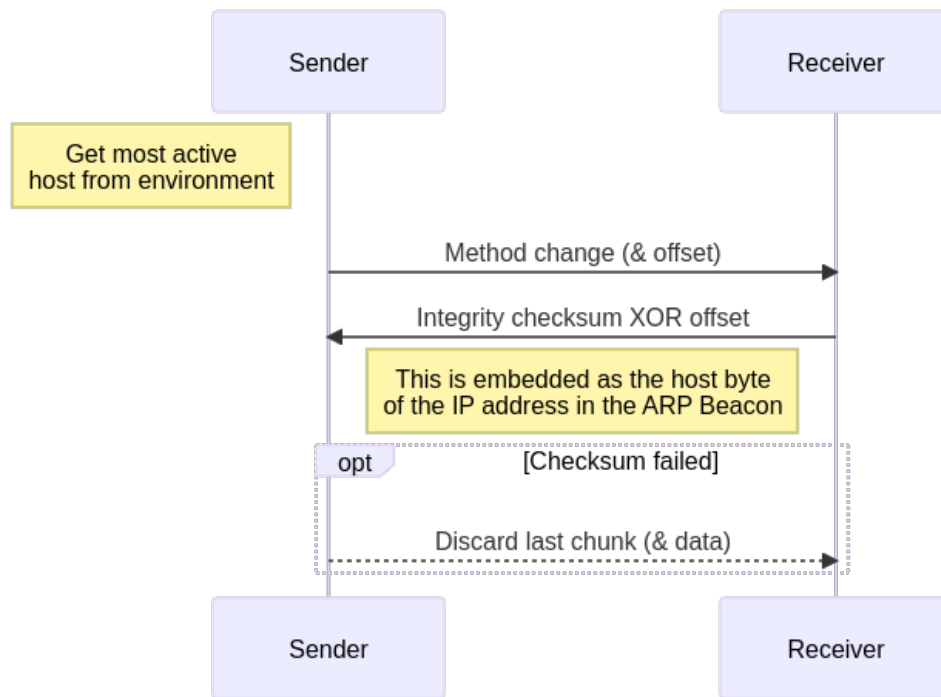 Sender
Receiver
Get most active
host from environment
Method change (& offset)
Integrity checksum XOR offset
This is embedded as the host byte
of the IP address in the ARP Beacon
opt
[Checksum failed]
Discard last chunk (& data)
Sender
Receiver